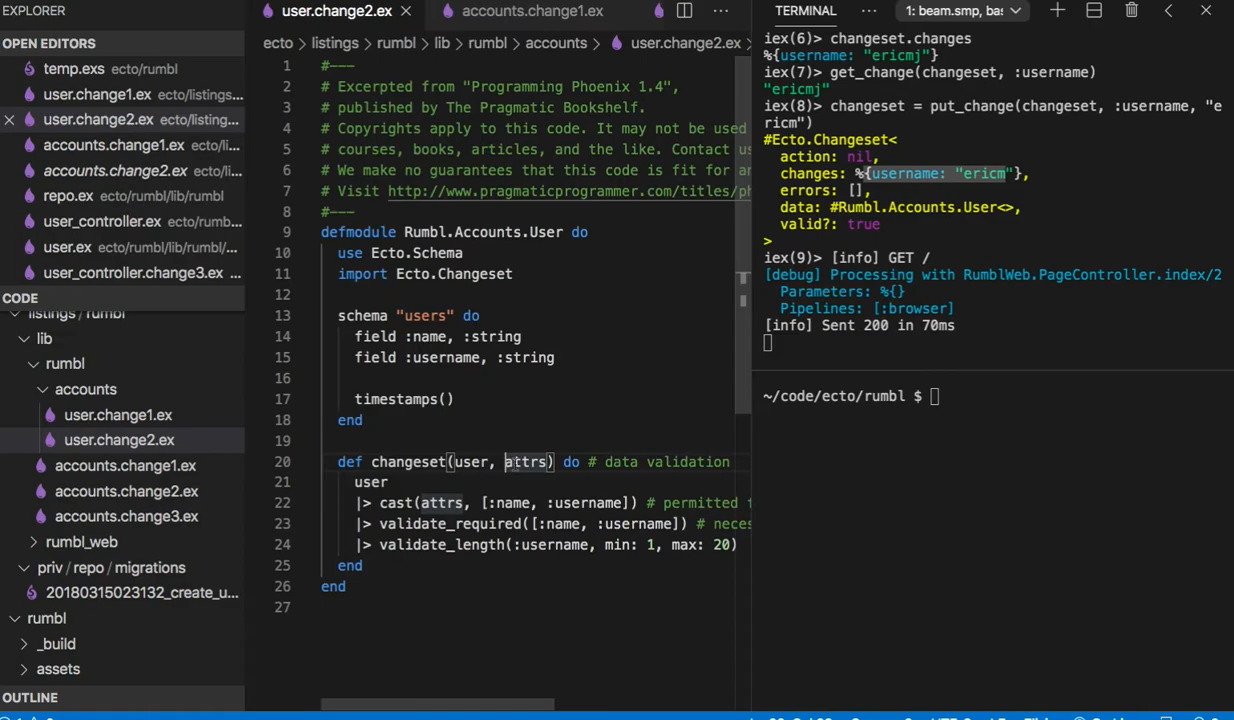 EXPLORER
OPEN EDITORS
temp.exs ecto/rumbl
user.change1.ex ecto/listings...
user.change2.ex ecto/listing...
accounts.change1.ex ecto/li...
accounts.change2.ex ecto/li...
repo.ex ecto/rumbl/lib/rumbl
user_controller.ex ecto/rumbl...
user.ex ecto/rumbl/lib/rumbl/...
user_controller.change3.ex ...
CODE
listings / rumbl
lib
rumbl
accounts
user.change1.ex
user.change2.ex
accounts.change1.ex
accounts.change2.ex
accounts.change3.ex
rumbl_web
priv / repo / migrations
20180315023132_create_u...
rumbl
_build
assets
OUTLINE
user.change2.ex
accounts.change1.ex
...
ecto > listings > rumbl > lib > rumbl > accounts > user.change2.ex
1 #---
2 # Excerpted from "Programming Phoenix 1.4",
3 # published by The Pragmatic Bookshelf.
4 # Copyrights apply to this code. It may not be used
5 # courses, books, articles, and the like. Contact us
6 # We make no guarantees that this code is fit for an
7 # Visit http://www.pragmaticprogrammer.com/titles/ph
8 #---
9 defmodule Rumbl.Accounts.User do
10 use Ecto.Schema
11 import Ecto.Changeset
12
13 schema "users" do
14 field :name, :string
15 field :username, :string
16
17 timestamps()
18 end
19
20 def changeset(user, attrs) do # data validation
21 user
22 |> cast(attrs, [:name, :username]) # permitted f
23 |> validate_required([:name, :username]) # neces
24 |> validate_length(:username, min: 1, max: 20)
25 end
26 end
27
TERMINAL ... 1: beam.smp, bas
iex(6)> changeset.changes
%{username: "ericmj"}
iex(7)> get_change(changeset, :username)
"ericmj"
iex(8)> changeset = put_change(changeset, :username, "e
ricm")
#Ecto.Changeset<
action: nil,
changes: %{username: "ericm"},
errors: [],
data: #Rumbl.Accounts.User<>,
valid?: true
>
iex(9)> [info] GET /
[debug] Processing with RumblWeb.PageController.index/2
Parameters: %{}
Pipelines: [:browser]
[info] Sent 200 in 70ms
~/code/ecto/rumbl $